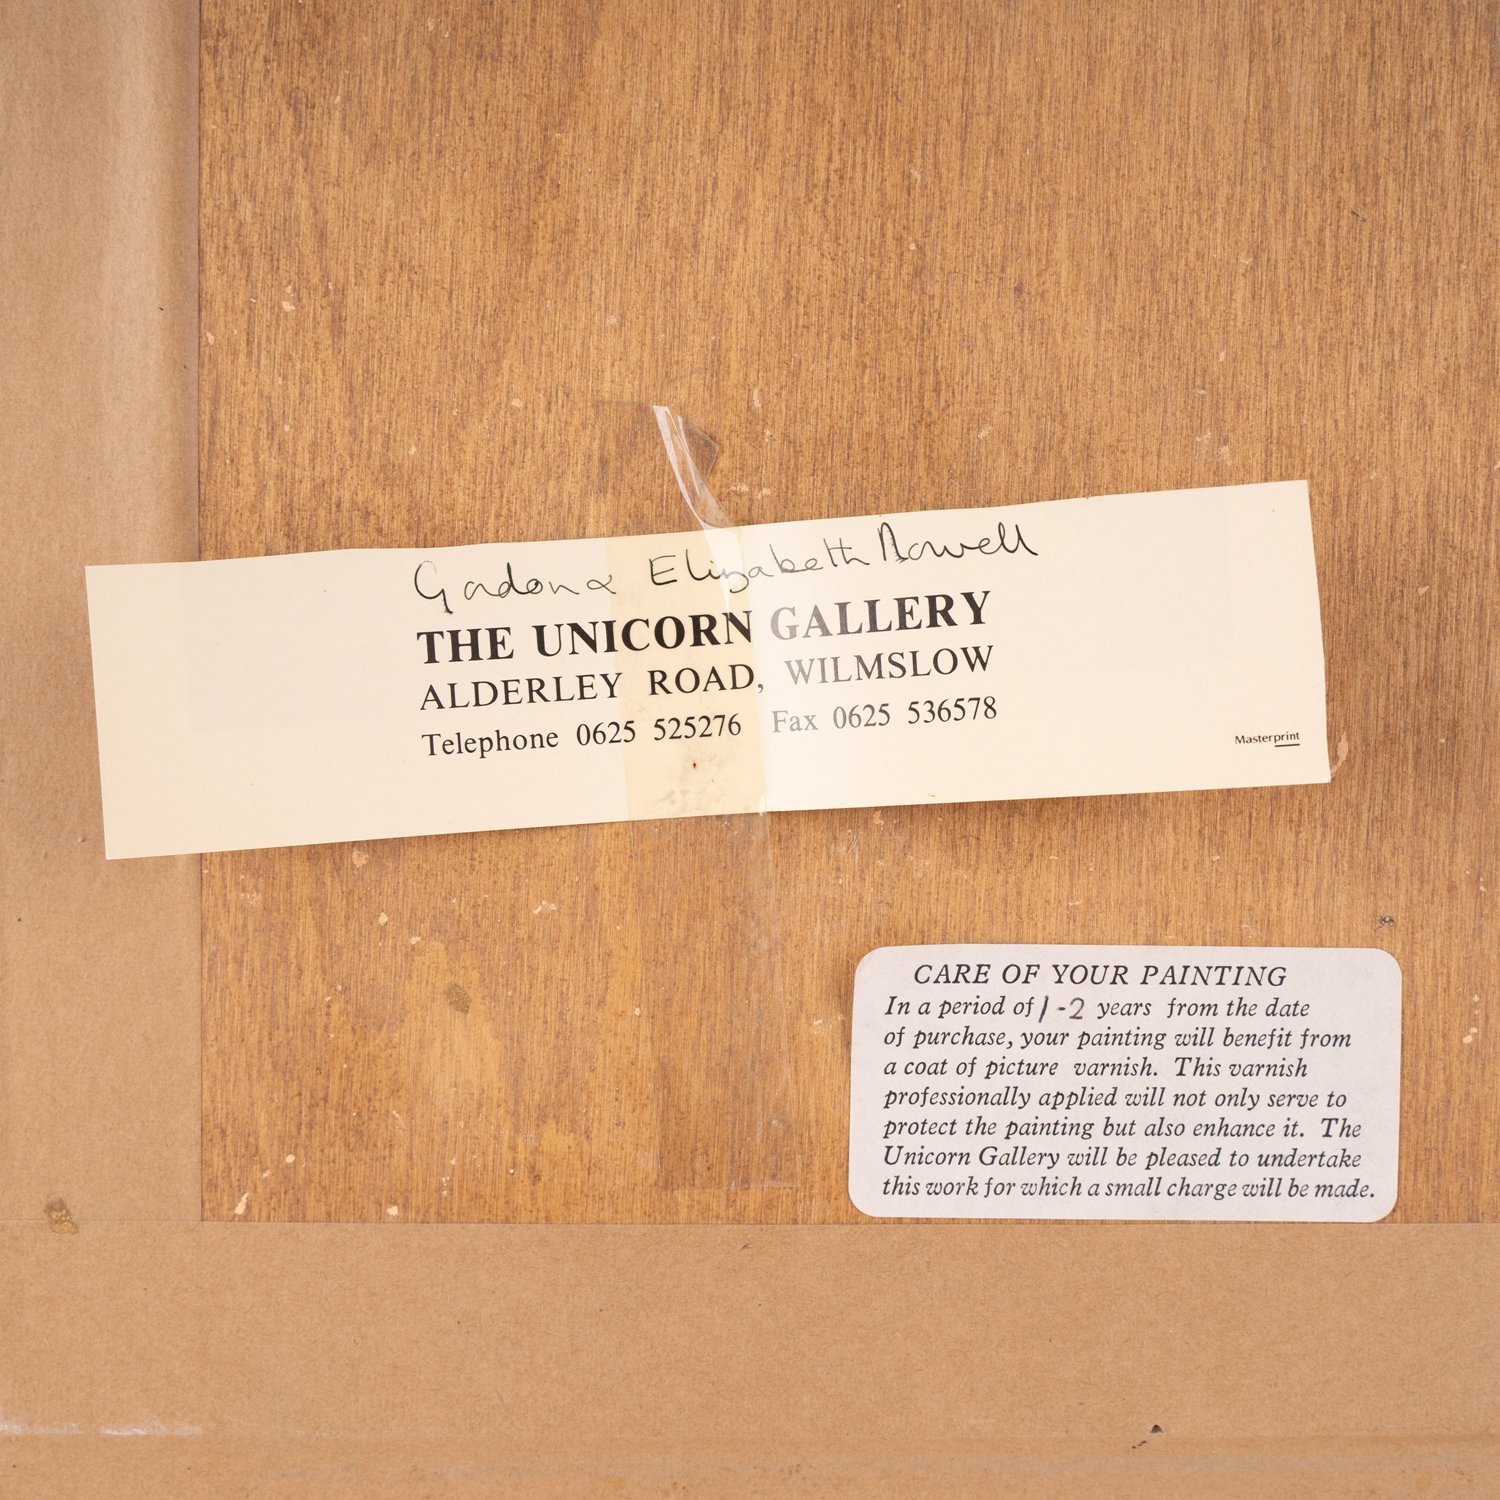 Gordon & Elizabeth
THE UNICORN GALLERY
ALDERLEY ROAD, WILMSLOW
Telephone 0625 525276 Fax 0625 536578
Masterprint
CARE OF YOUR PAINTING
In a period of 1-2 years from the date
of purchase, your painting will benefit from
a coat of picture varnish. This varnish
professionally applied will not only serve to
protect the painting but also enhance it. The
Unicorn Gallery will be pleased to undertake
this work for which a small charge will be made.